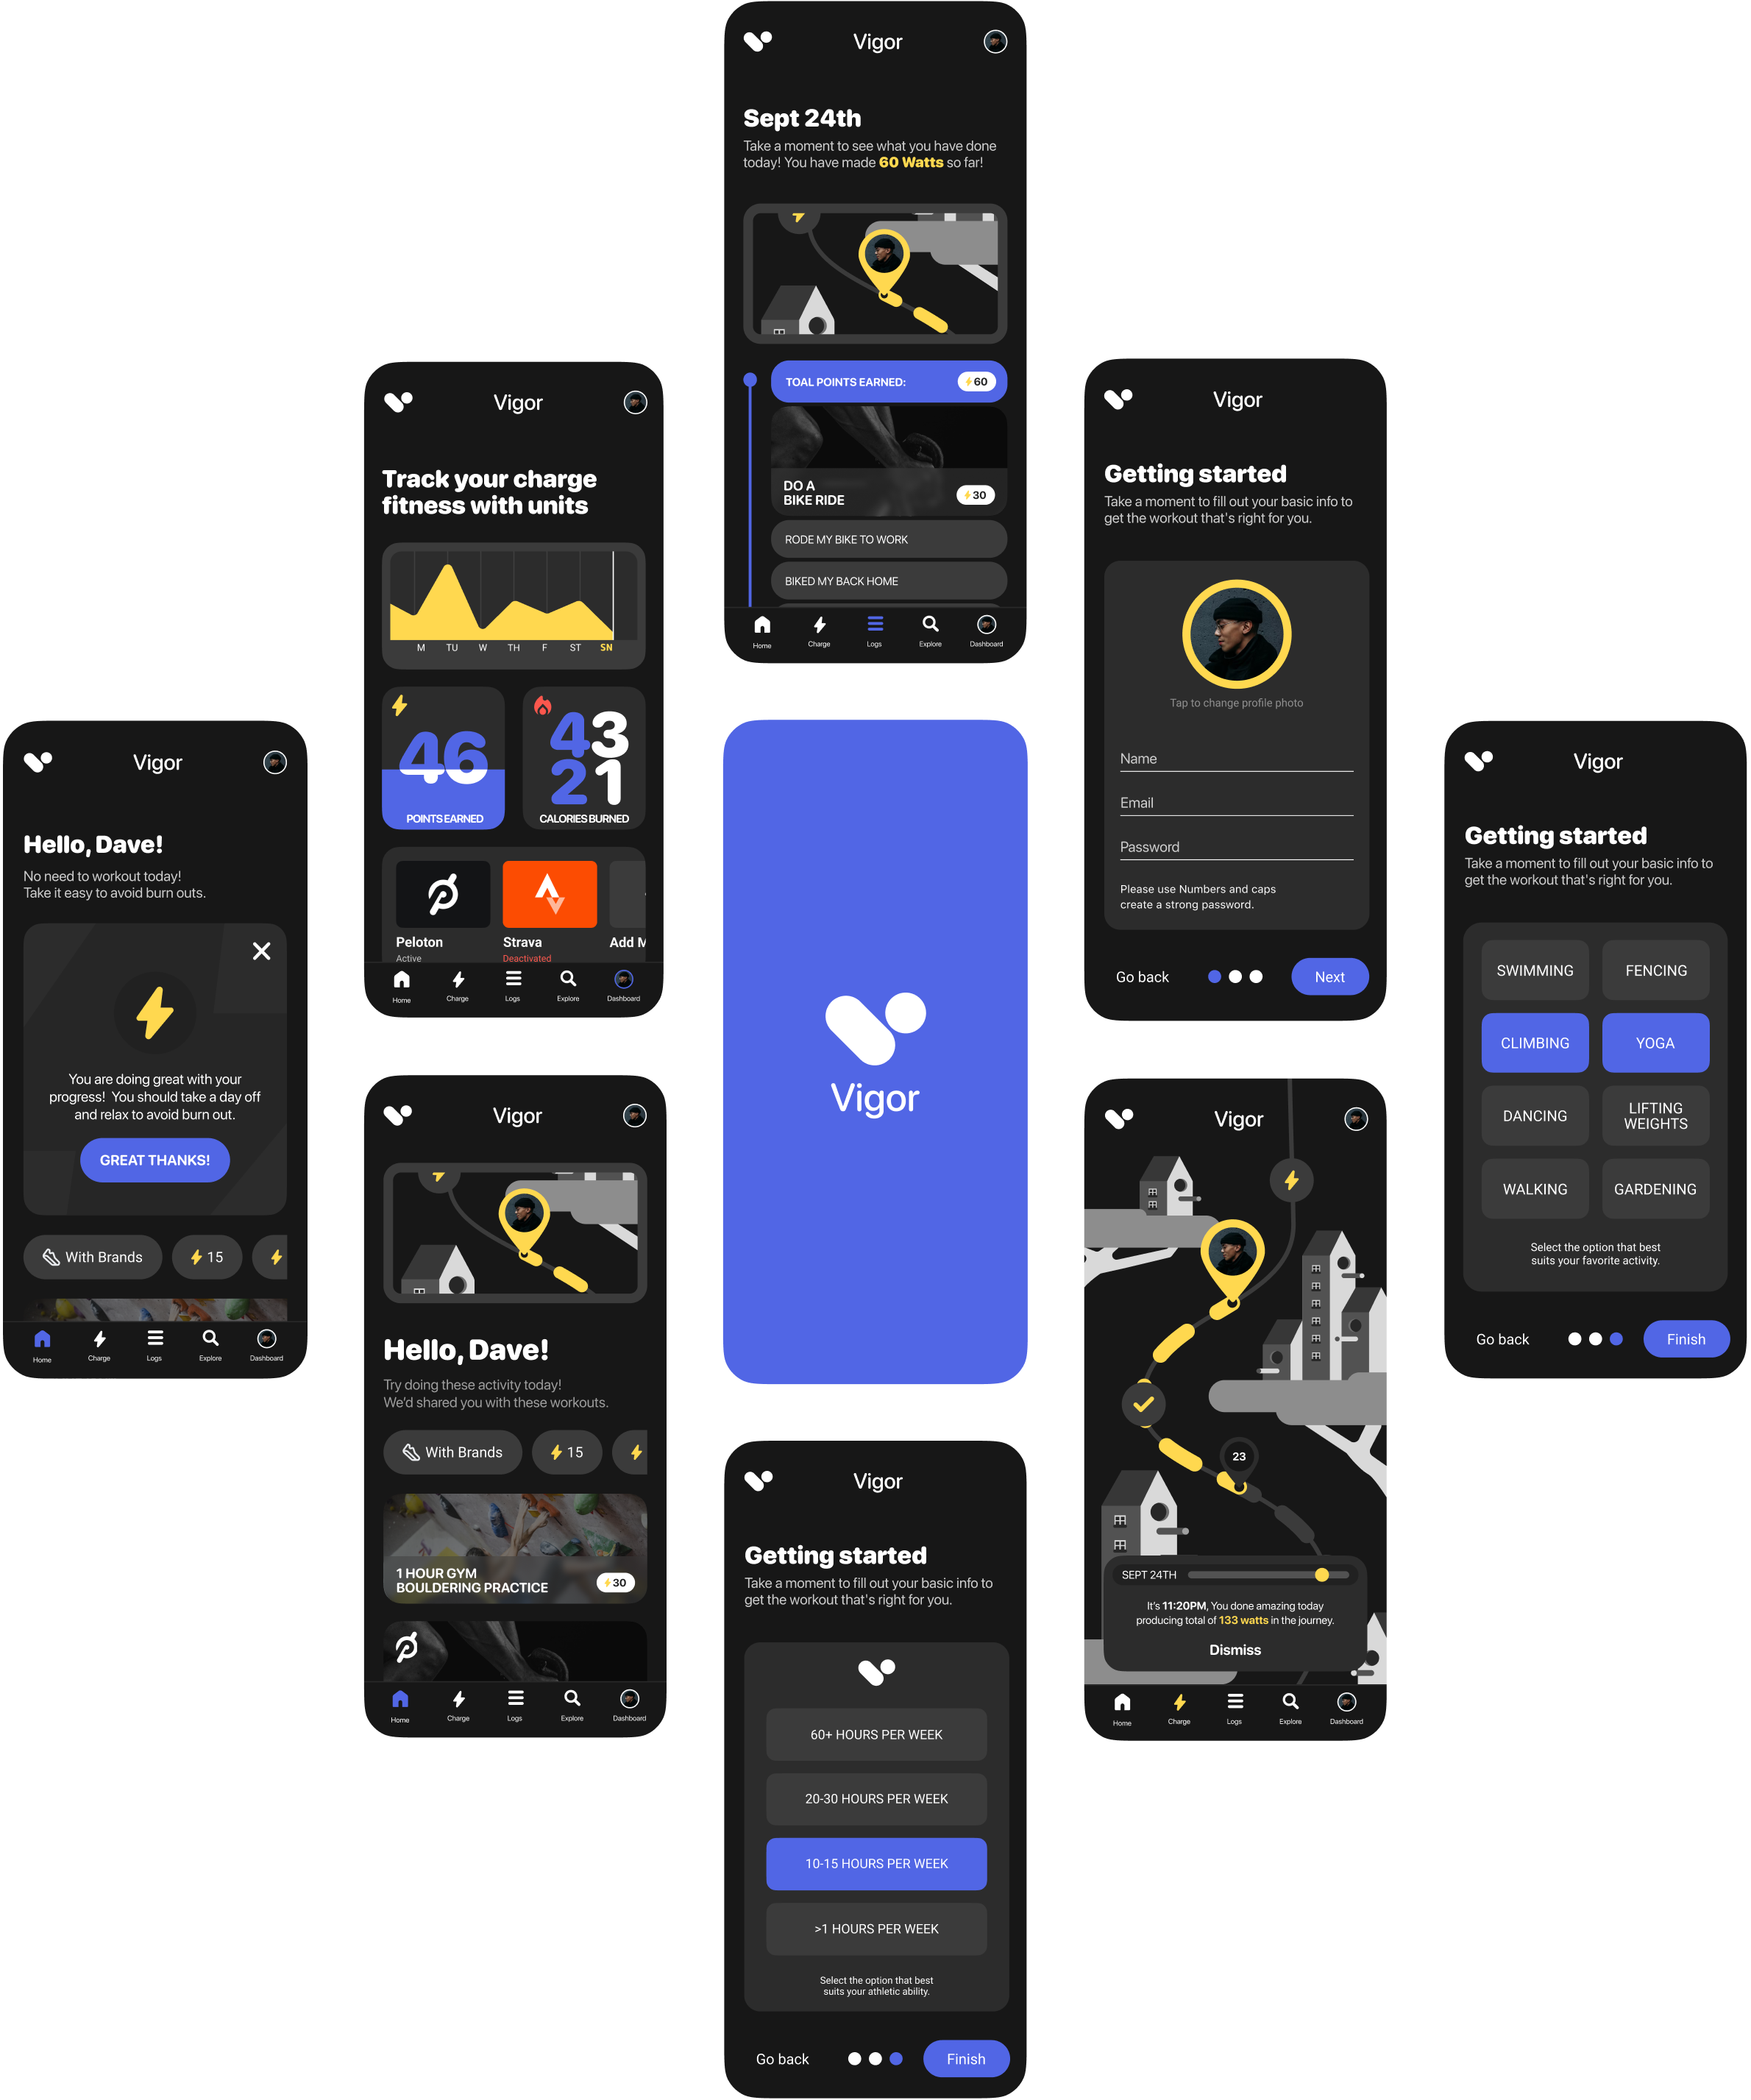 Vigor
Sept 24th
Take a moment to see what you have done
today! You have made 60 Watts so far!
TOAL POINTS EARNED:
60
DO A
BIKE RIDE
30
RODE MY BIKE TO WORK
BIKED MY BACK HOME
Home
Charge
Logs
Explore
Dashboard
Vigor
Track your charge
fitness with units
M TU W TH F ST SN
46
POINTS EARNED
43
21
CALORIES BURNED
Peloton
Active
Strava
Deactivated
Add M
Home
Charge
Logs
Explore
Dashboard
Vigor
Getting started
Take a moment to fill out your basic info to
get the workout that's right for you.
Tap to change profile photo
Name
Email
Password
Please use Numbers and caps
create a strong password.
Go back
Next
Vigor
Hello, Dave!
No need to workout today!
Take it easy to avoid burn outs.
You are doing great with your
progress! You should take a day off
and relax to avoid burn out.
GREAT THANKS!
With Brands
15
Home
Charge
Logs
Explore
Dashboard
Vigor
Vigor
Getting started
Take a moment to fill out your basic info to
get the workout that's right for you.
SWIMMING
FENCING
CLIMBING
YOGA
DANCING
LIFTING
WEIGHTS
WALKING
GARDENING
Select the option that best
suits your favorite activity.
Go back
Finish
Vigor
Hello, Dave!
Try doing these activity today!
We'd shared you with these workouts.
With Brands
15
1 HOUR GYM
BOULDERING PRACTICE
30
Home
Charge
Logs
Explore
Dashboard
Vigor
23
SEPT 24TH
It's 11:20PM, You done amazing today
producing total of 133 watts in the journey.
Dismiss
Home
Charge
Logs
Explore
Dashboard
Vigor
Getting started
Take a moment to fill out your basic info to
get the workout that's right for you.
60+ HOURS PER WEEK
20-30 HOURS PER WEEK
10-15 HOURS PER WEEK
>1 HOURS PER WEEK
Select the option that best
suits your athletic ability.
Go back
Finish